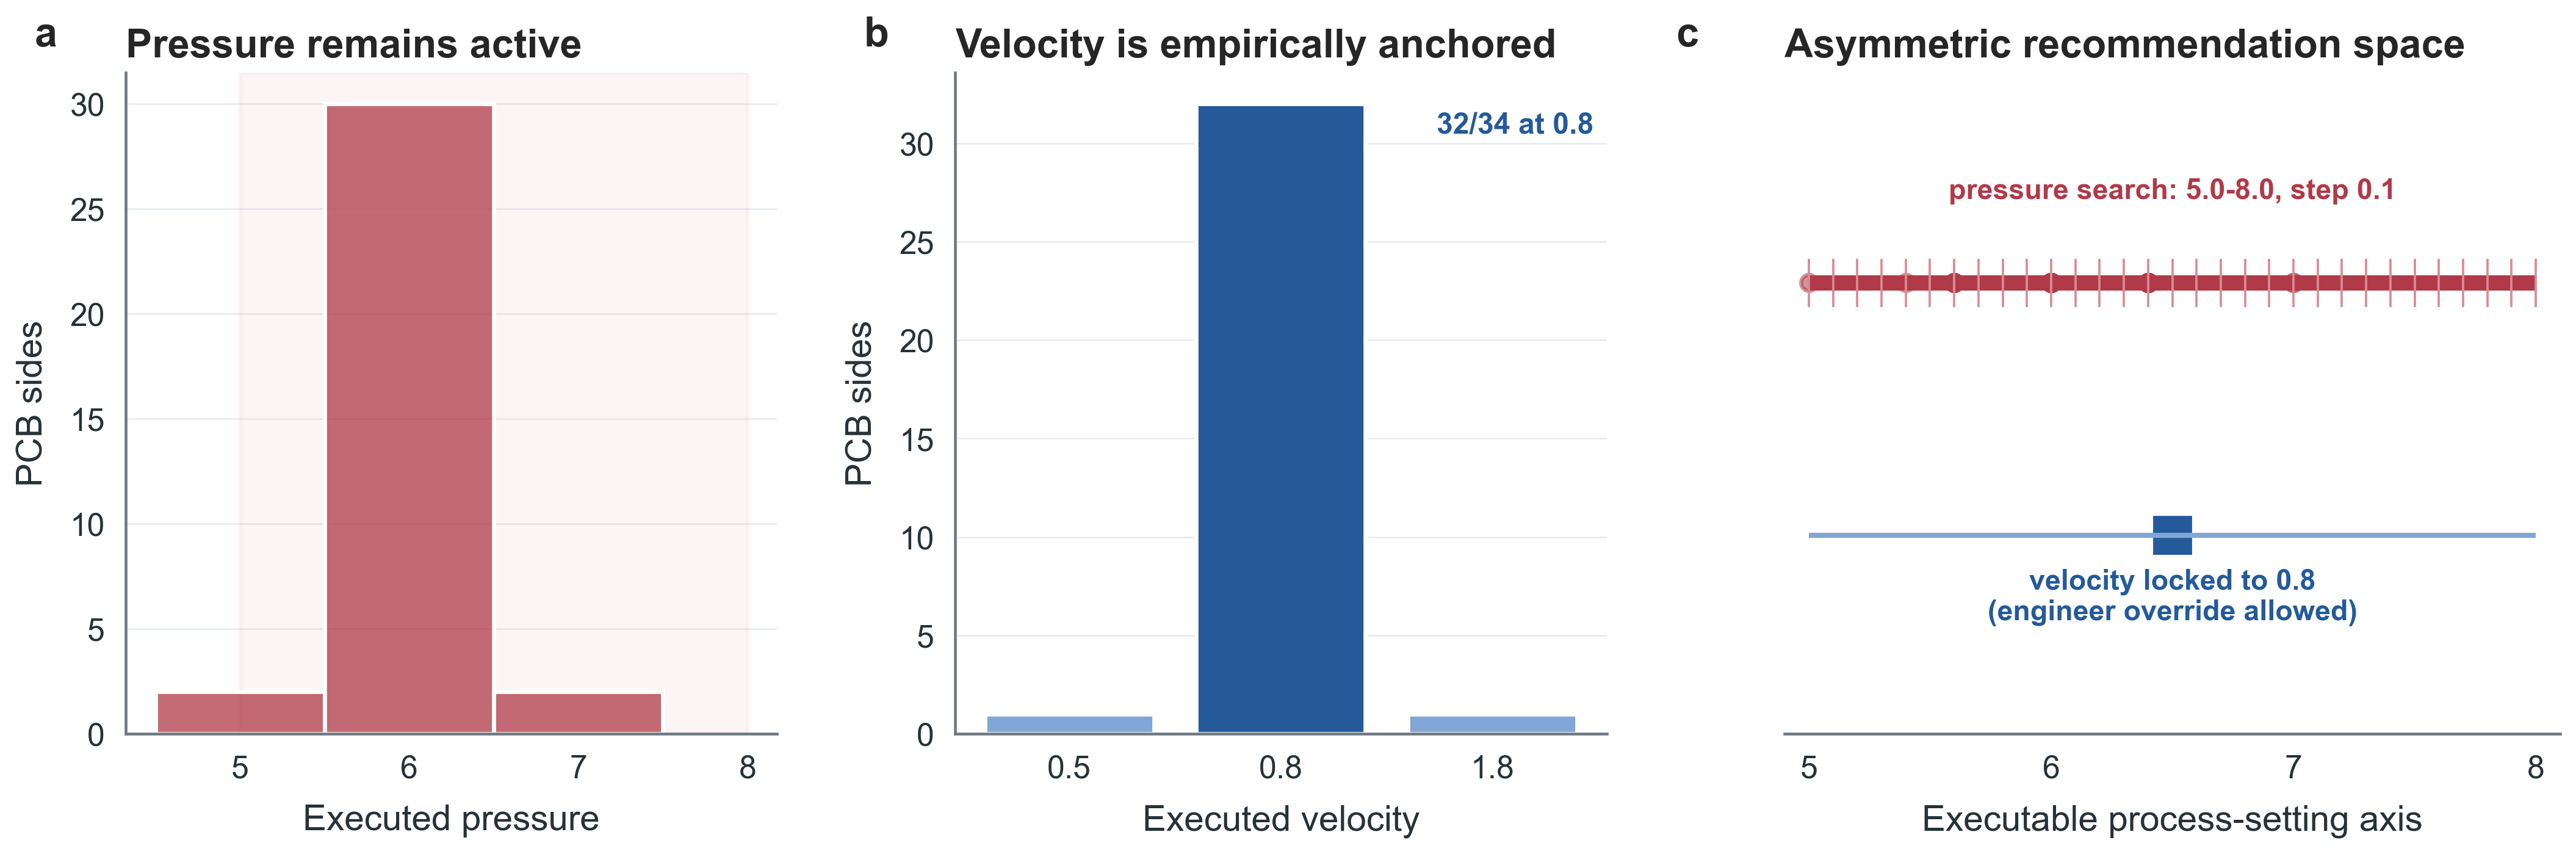 a
Pressure remains active
30
25
20
15
10
5
0
PCB sides
5 6 7 8
Executed pressure
b
Velocity is empirically anchored
32/34 at 0.8
30
25
20
15
10
5
0
PCB sides
0.5 0.8 1.8
Executed velocity
c
Asymmetric recommendation space
pressure search: 5.0-8.0, step 0.1
velocity locked to 0.8
(engineer override allowed)
5 6 7 8
Executable process-setting axis